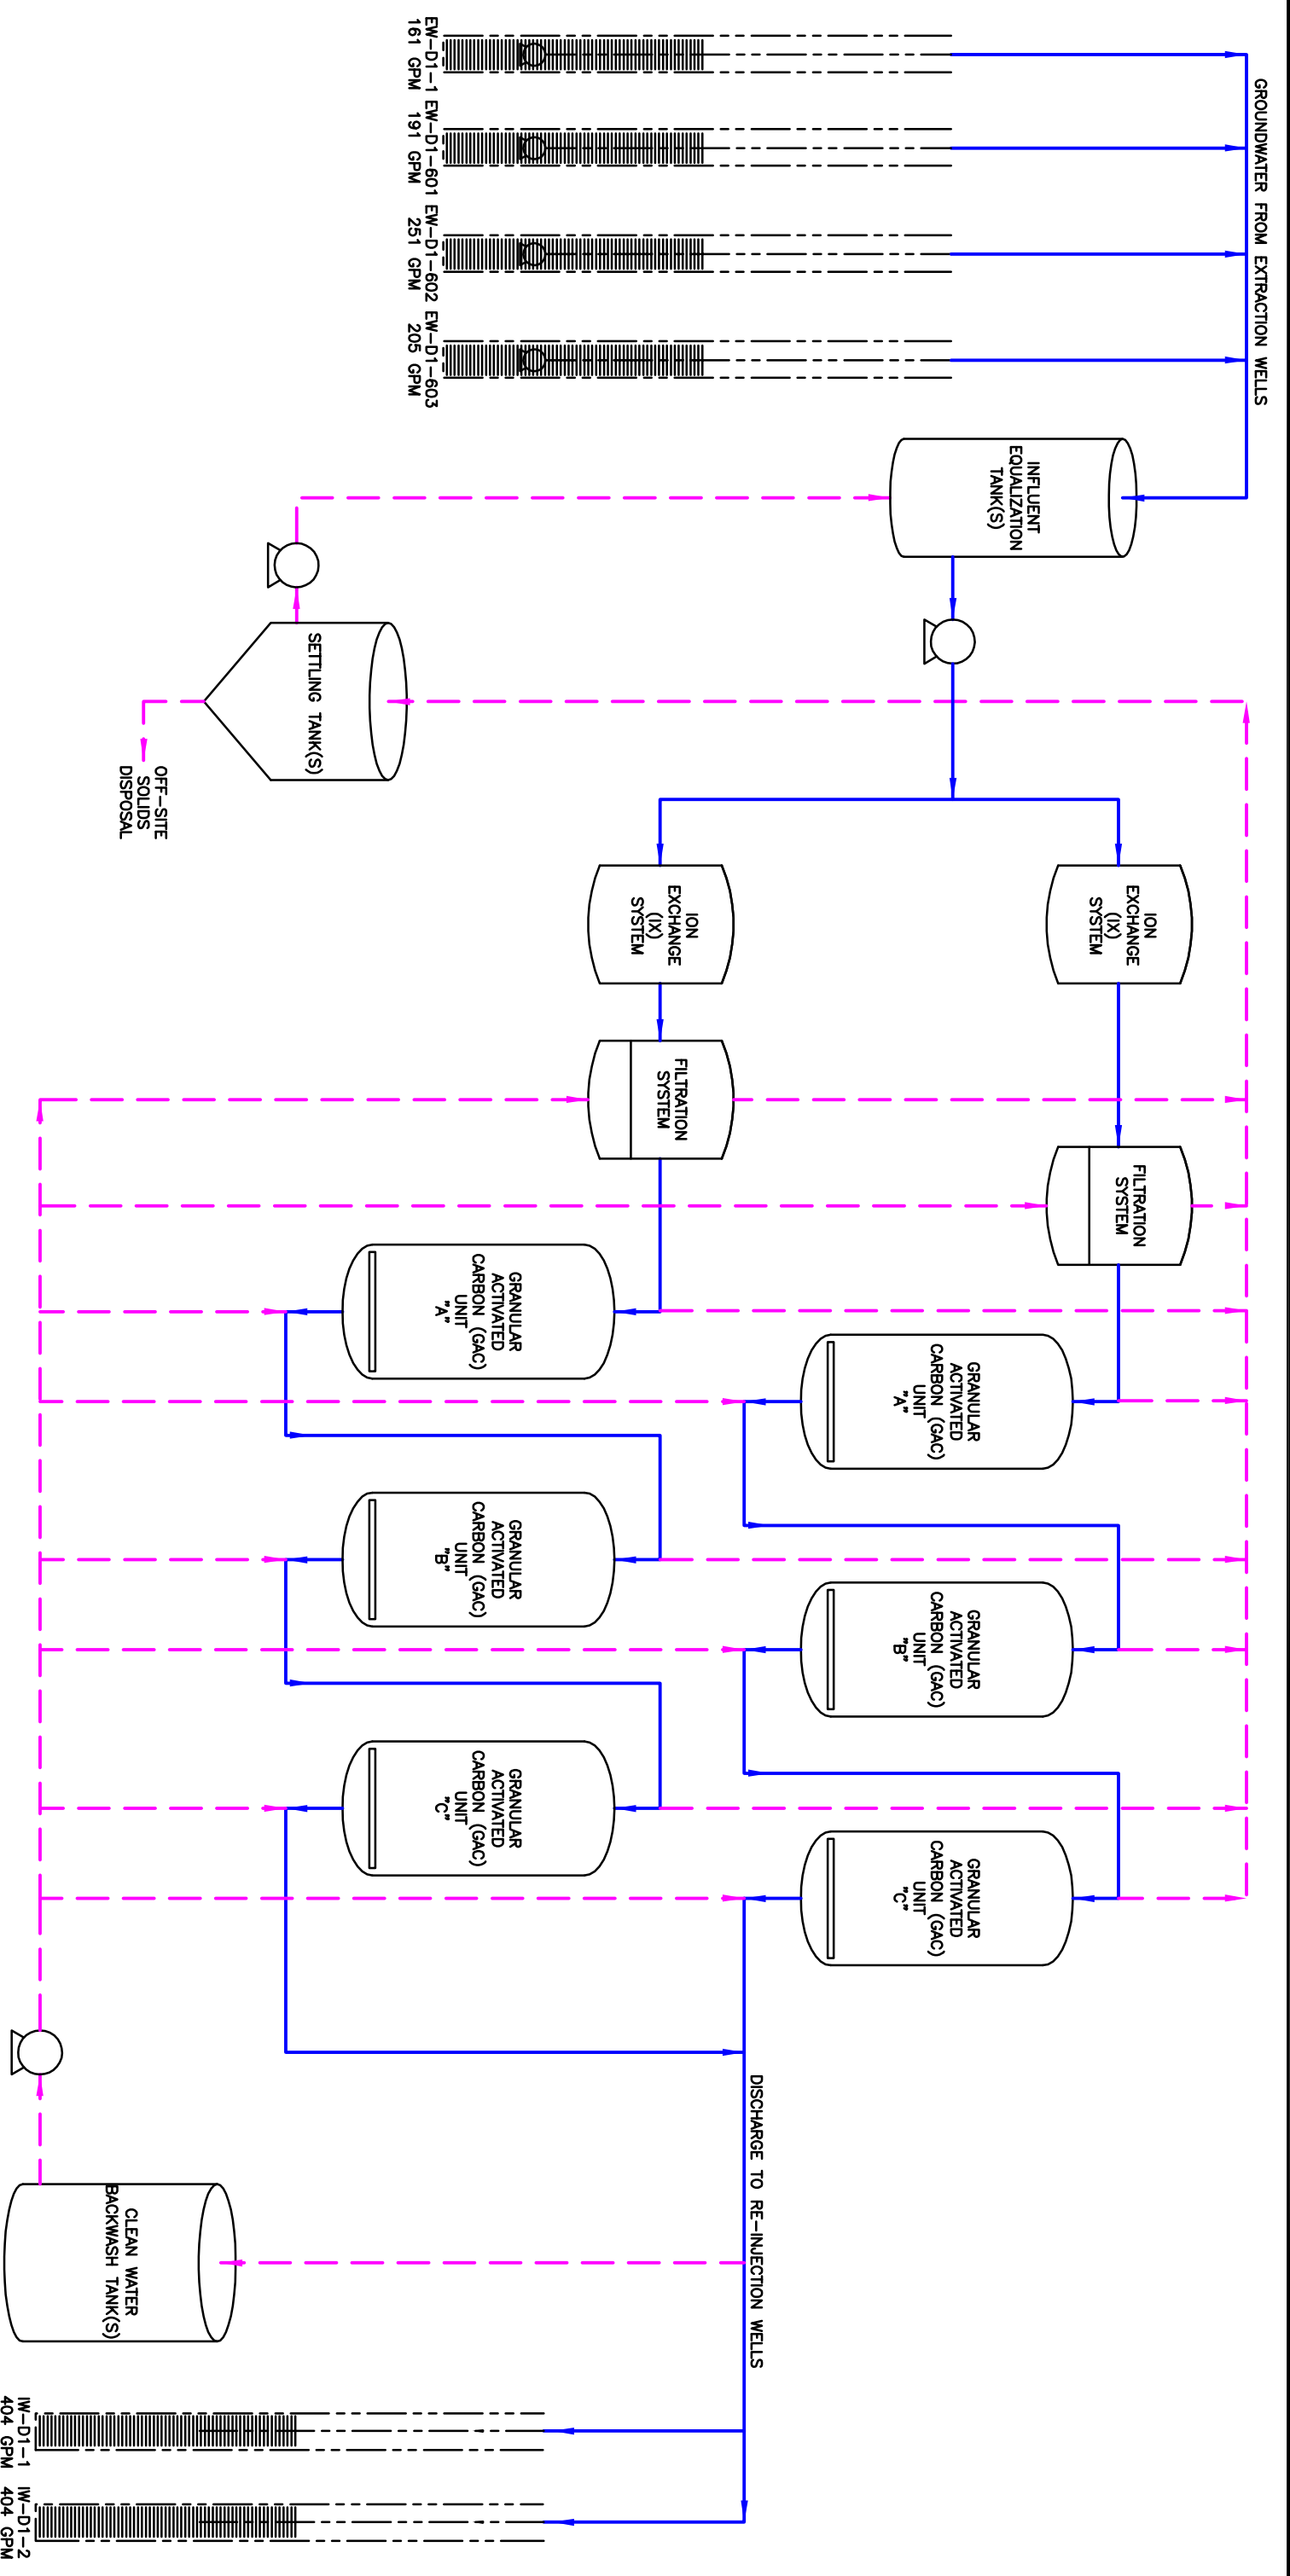 GROUNDWATER FROM EXTRACTION WELLS
EW-D1-1
161 GPM
EW-D1-601
191 GPM
EW-D1-602
251 GPM
EW-D1-603
205 GPM
INFLUENT
EQUALIZATION
TANK(S)
SETTLING TANK(S)
OFF-SITE
SOLIDS
DISPOSAL
ION
EXCHANGE
(IX)
SYSTEM
ION
EXCHANGE
(IX)
SYSTEM
FILTRATION
SYSTEM
FILTRATION
SYSTEM
GRANULAR
ACTIVATED
CARBON (GAC)
UNIT
"A"
GRANULAR
ACTIVATED
CARBON (GAC)
UNIT
"B"
GRANULAR
ACTIVATED
CARBON (GAC)
UNIT
"C"
GRANULAR
ACTIVATED
CARBON (GAC)
UNIT
"A"
GRANULAR
ACTIVATED
CARBON (GAC)
UNIT
"B"
GRANULAR
ACTIVATED
CARBON (GAC)
UNIT
"C"
DISCHARGE TO RE-INJECTION WELLS
CLEAN WATER
BACKWASH TANK(S)
IW-D1-1
404 GPM
IW-D1-2
404 GPM